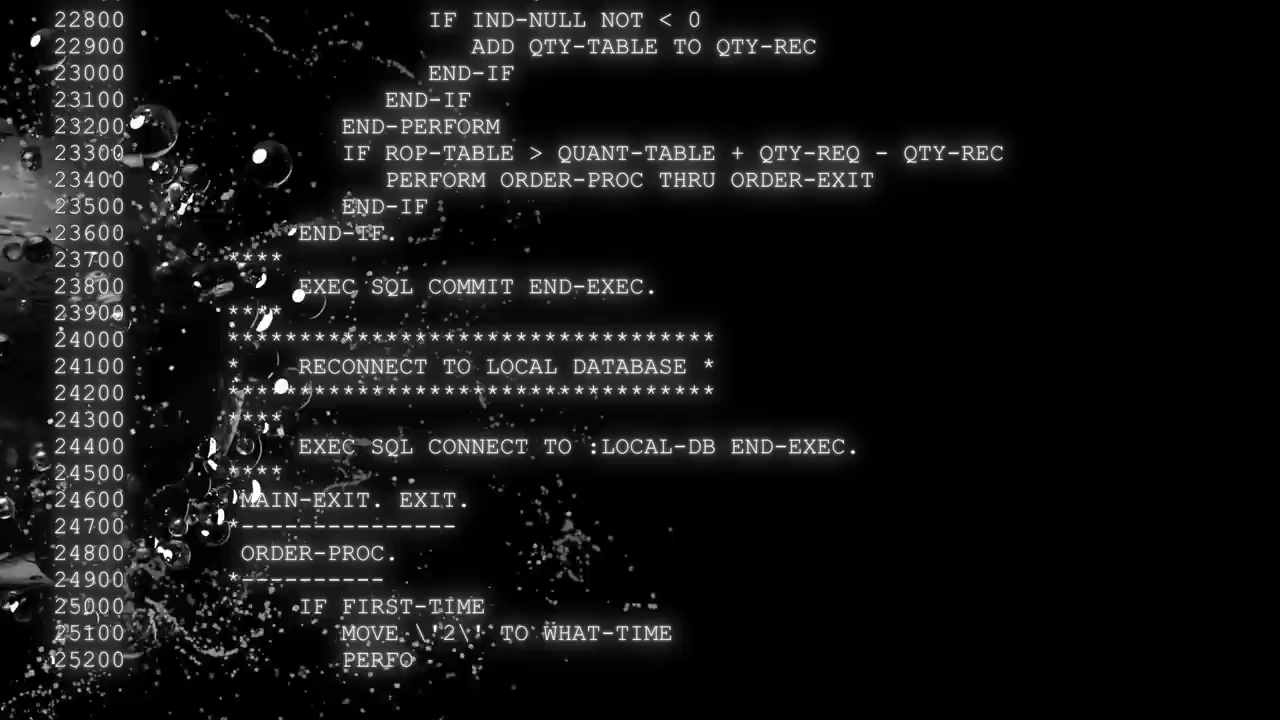 22800 IF IND-NULL NOT < 0
22900 ADD QTY-TABLE TO QTY-REC
23000 END-IF
23100 END-IF
23200 END-PERFORM
23300 IF ROP-TABLE > QUANT-TABLE + QTY-REQ - QTY-REC
23400 PERFORM ORDER-PROC THRU ORDER-EXIT
23500 END-IF
23600 END-IF.
23700 ****
23800 EXEC SQL COMMIT END-EXEC.
23900 ****
24000 **********************************
24100 * RECONNECT TO LOCAL DATABASE *
24200 **********************************
24300 ****
24400 EXEC SQL CONNECT TO :LOCAL-DB END-EXEC.
24500 ****
24600 MAIN-EXIT. EXIT.
24700 *---------------
24800 ORDER-PROC.
24900 *----------
25000 IF FIRST-TIME
25100 MOVE \'2\' TO WHAT-TIME
25200 PERFO